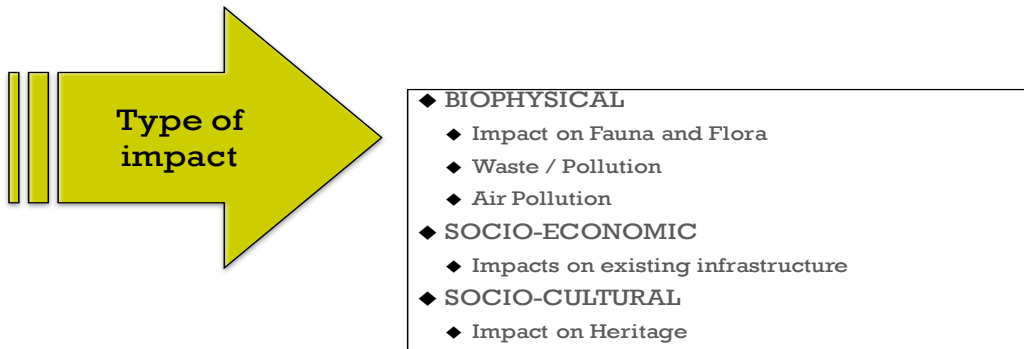 Type of
impact
◆ BIOPHYSICAL
◆ Impact on Fauna and Flora
◆ Waste / Pollution
◆ Air Pollution
◆ SOCIO-ECONOMIC
◆ Impacts on existing infrastructure
◆ SOCIO-CULTURAL
◆ Impact on Heritage